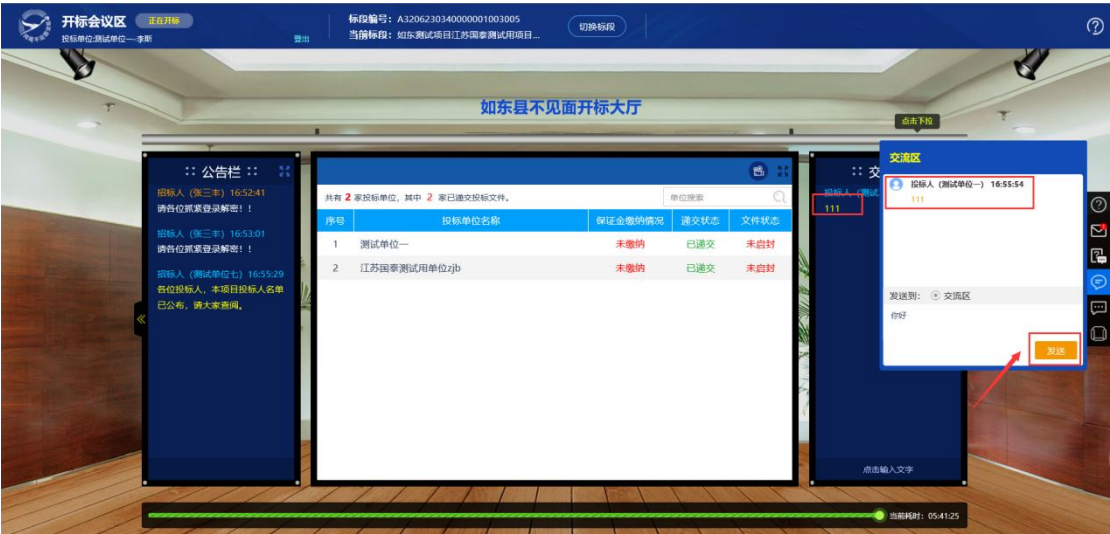 开标会议区 正在开标
投标单位:测试单位一-李斯
登出
标段编号：A3206230340000001003005
当前标段：如东测试项目江苏国泰测试用项目...
切换标段
如东县不见面开标大厅
点击下拉
:: 公告栏 ::
招标人（张三丰）16:52:41
请各位抓紧登录解密！！
招标人（张三丰）16:53:01
请各位抓紧登录解密！！
招标人（测试单位七）16:55:29
各位投标人，本项目投标人名单
已公布，请大家查阅。
共有 2 家投标单位，其中 2 家已递交投标文件。
单位搜索
序号 投标单位名称 保证金缴纳情况 递交状态 文件状态
1 测试单位一 未缴纳 已递交 未启封
2 江苏国泰测试用单位zjb 未缴纳 已递交 未启封
:: 交
投标人（测试
111
交流区
投标人（测试单位一）16:55:54
111
发送到： 交流区
你好
发送
点击输入文字
当前耗时：05:41:25